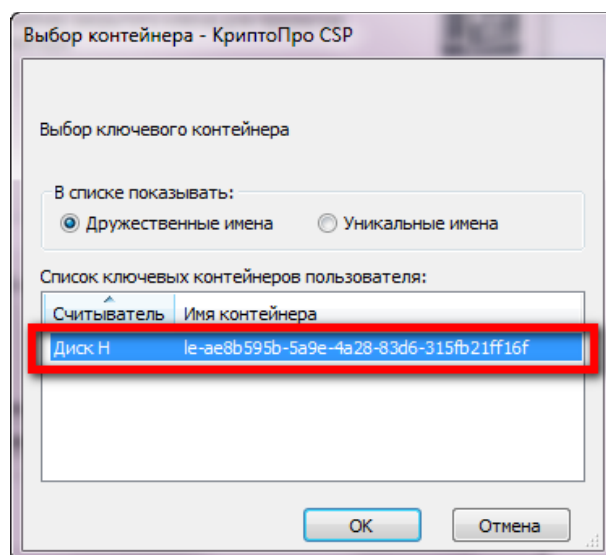 Выбор контейнера - КриптоПро CSP
Выбор ключевого контейнера
В списке показывать:
Дружественные имена Уникальные имена
Список ключевых контейнеров пользователя:
Считыватель Имя контейнера
Диск H le-ae8b595b-5a9e-4a28-83d6-315fb21ff16f
ОК Отмена